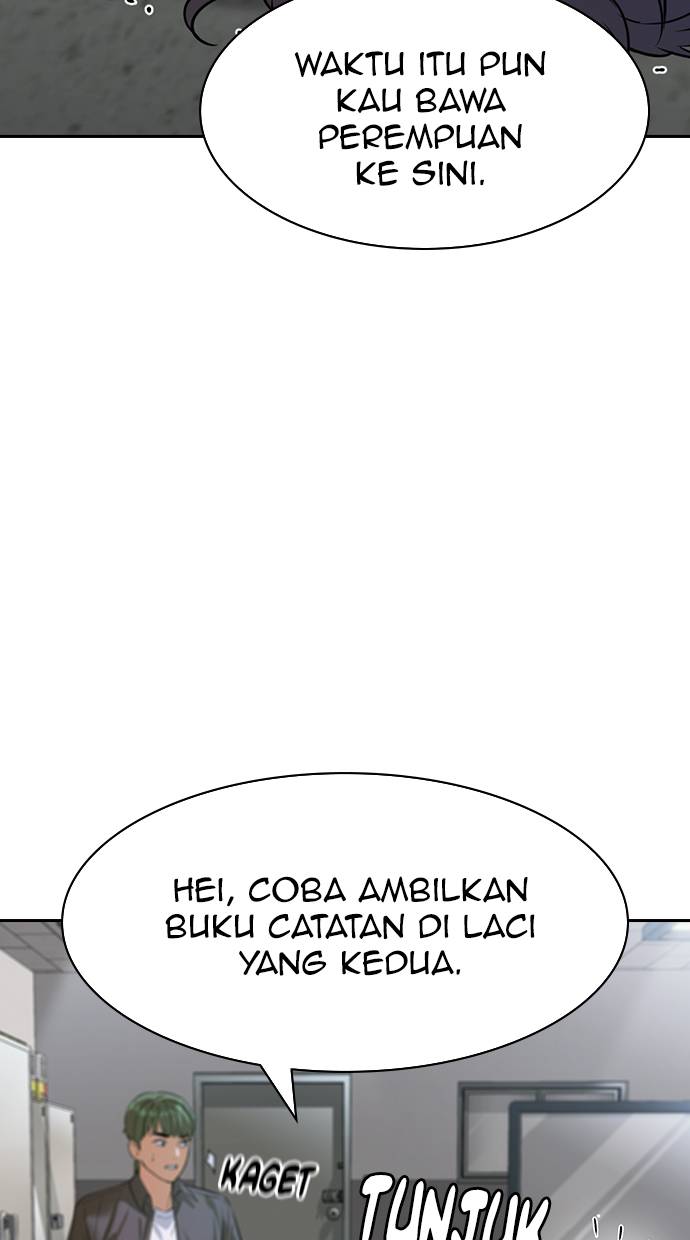 WAKTU ITU PUN
KAU BAWA
PEREMPUAN
KE SINI.
HEI, COBA AMBILKAN
BUKU CATATAN DI LACI
YANG KEDUA.
KAGET
TUNJUK